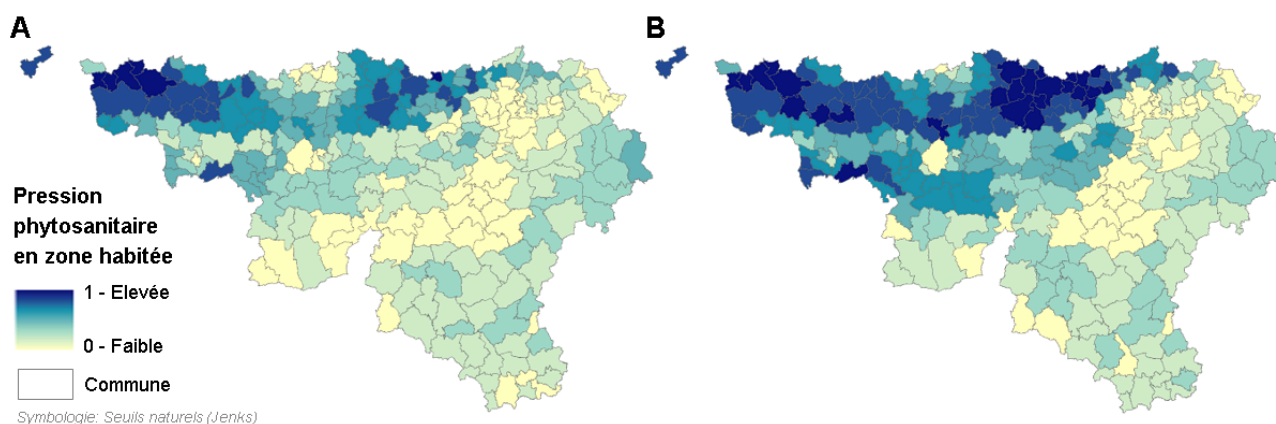 A
B
Pression
phytosanitaire
en zone habitée
1 - Elevée
0 - Faible
Commune
Symbologie: Seuils naturels (Jenks)